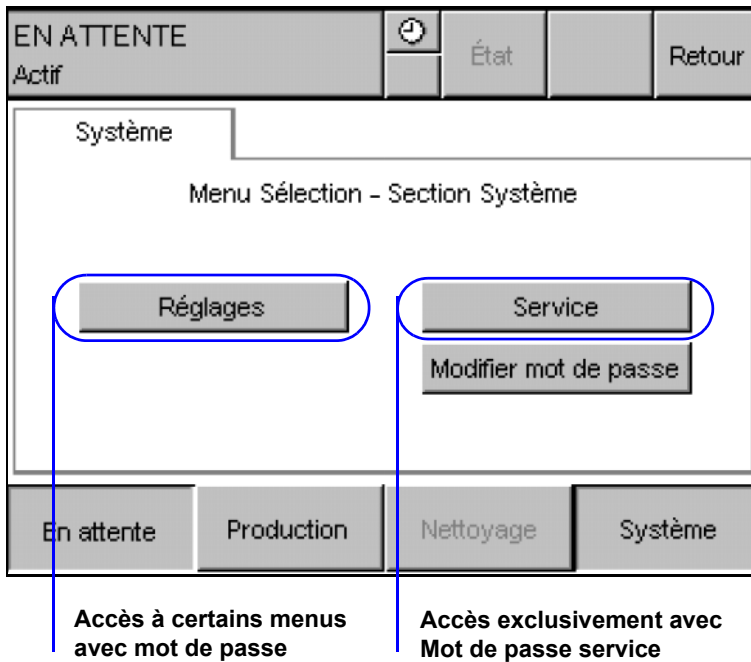 EN ATTENTE
Actif
État
Retour
Système
Menu Sélection - Section Système
Réglages
Service
Modifier mot de passe
En attente
Production
Nettoyage
Système
Accès à certains menus
avec mot de passe
Accès exclusivement avec
Mot de passe service